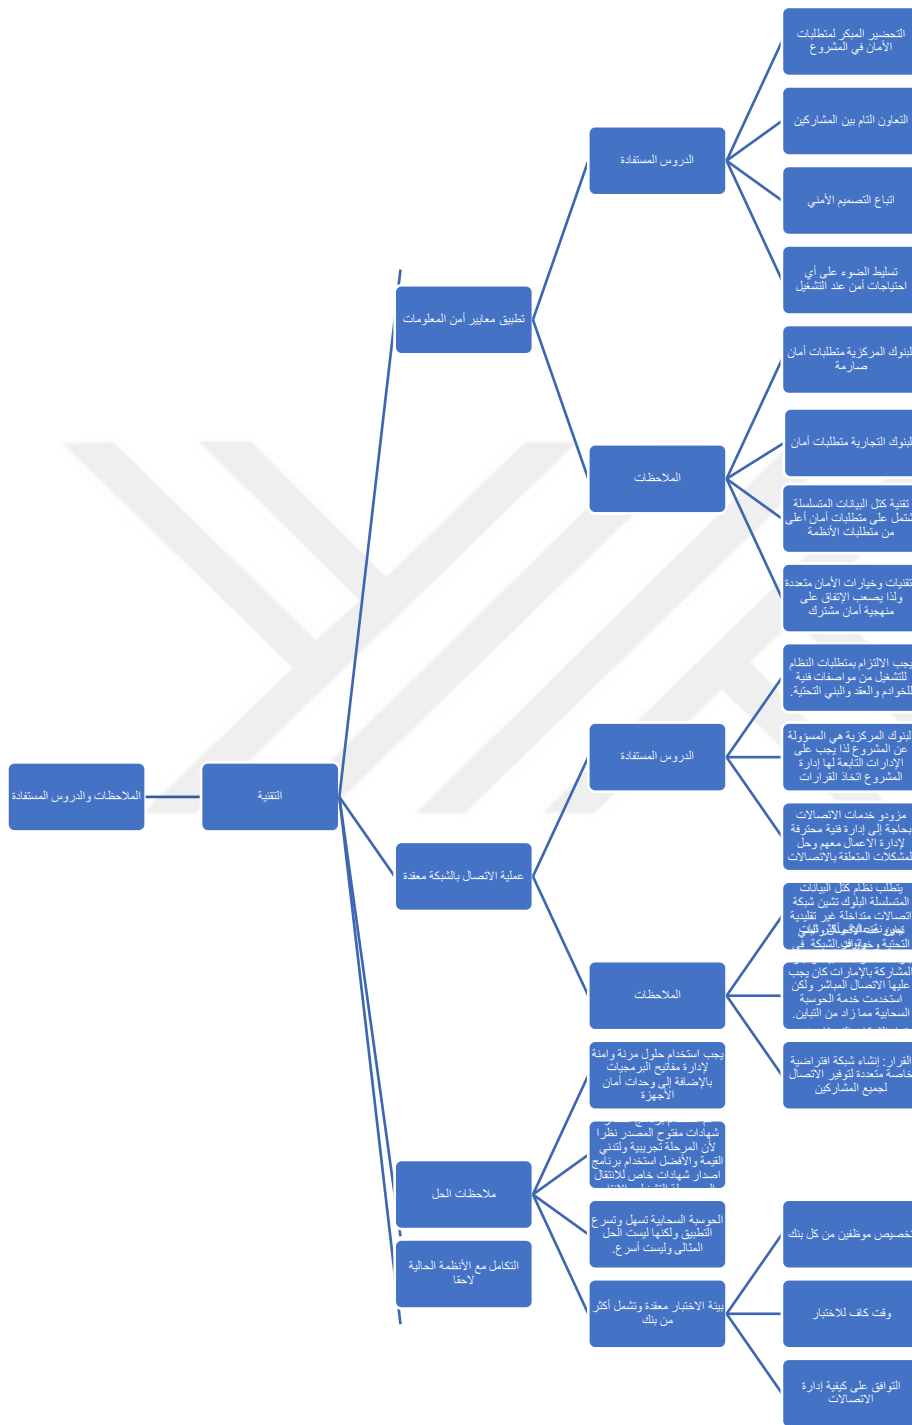 التحضير المبكر لمتطلبات
الأمان في المشروع
التعاون التام بين المشاركين
الدروس المستفادة
اتباع التصميم الأمني
تسليط الضوء على أي
احتياجات أمن عند التشغيل
تطبيق معايير أمن المعلومات
لبنوك المركزية متطلبات أمان
صارمة
لبنوك التجارية متطلبات أمان
الملاحظات
تقنية كتل البيانات المتسلسلة
شتمل على متطلبات أمان أعلى
من متطلبات الأنظمة
تقنيات وخيارات الأمان متعددة
ولذا يصعب الإتفاق على
منهجية أمان مشترك
يجب الالتزام بمتطلبات النظام
للتشغيل من مواصفات فنية
للخوادم والعقد والبني التحتية.
الدروس المستفادة
لبنوك المركزية هي المسؤولة
عن المشروع لذا يجب على
الإدارات التابعة لها إدارة
المشروع اتخاذ القرارات
الملاحظات والدروس المستفادة
التقنية
مزودو خدمات الاتصالات
بحاجة إلى إدارة فنية محترفة
لإدارة الاعمال معهم وحل
لمشكلات المتعلقة بالاتصالات
عملية الاتصال بالشبكة معقدة
يتطلب نظام كتل البيانات
المتسلسلة البلوك تشين شبكة
اتصالات متداخلة غير تقليدية
التحتية
الشبكة في
الملاحظات
المشاركة بالإمارات كان يجب
عليها الاتصال المباشر ولكن
استخدمت خدمة الحوسبة
السحابية مما زاد من التباين.
القرار: إنشاء شبكة افتراضية
خاصة متعددة لتوفير الاتصال
لجميع المشاركين
يجب استخدام حلول مرنة وامنة
لإدارة مفاتيح البرمجيات
بالإضافة إلى وحدات أمان
الأجهزة
شهادات مفتوح المصدر نظرا
لأن المرحلة تجريبية ولتدني
القيمة والأفضل استخدام برنامج
اصدار شهادات خاص للانتقال
ملاحظات الحل
الحوسبة السحابية تسهل وتسرع
التطبيق ولكنها ليست الحل
المثالى وليست أسرع.
التكامل مع الأنظمة الحالية
لاحقا
بيئة الاختبار معقدة وتشمل أكثر
من بنك
تخصيص موظفين من كل بنك
وقت كاف للاختبار
التوافق على كيفية إدارة
الاتصالات